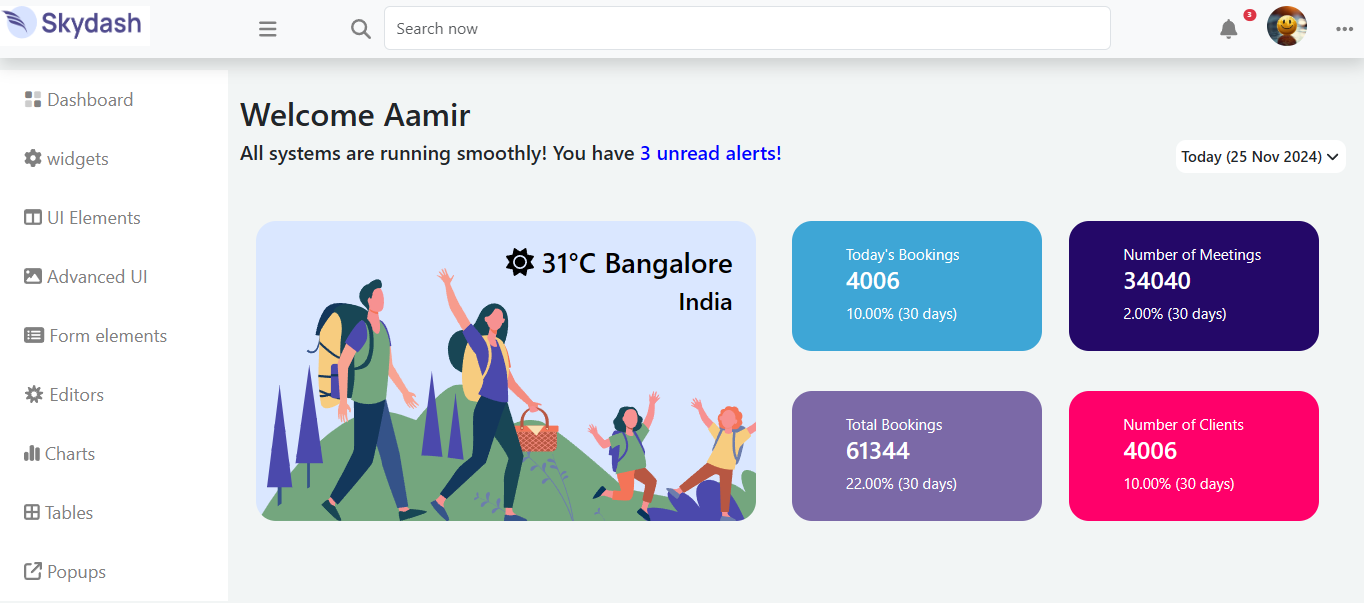 Skydash
Search now
3
Dashboard
widgets
UI Elements
Advanced UI
Form elements
Editors
Charts
Tables
Popups
Welcome Aamir
All systems are running smoothly! You have 3 unread alerts!
Today (25 Nov 2024)
31°C Bangalore
India
Today's Bookings
4006
10.00% (30 days)
Number of Meetings
34040
2.00% (30 days)
Total Bookings
61344
22.00% (30 days)
Number of Clients
4006
10.00% (30 days)